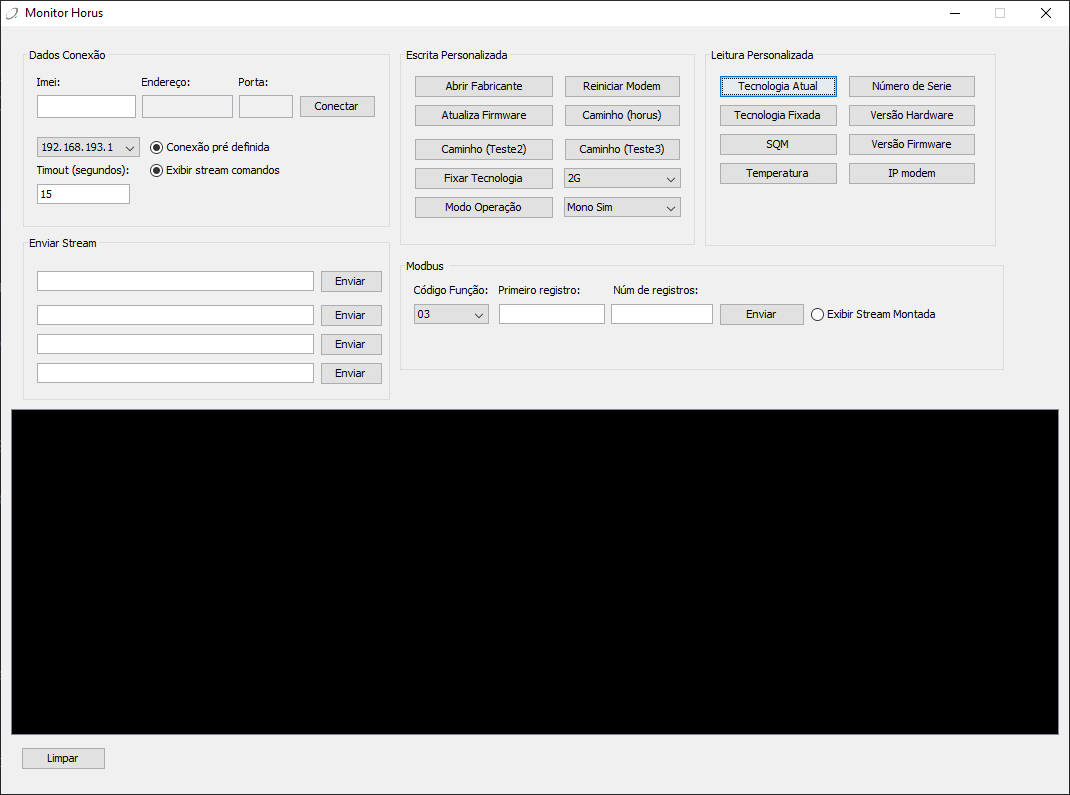 Monitor Horus
Dados Conexão
Imei:
Endereço:
Porta:
Conectar
192.168.193.1
Conexão pré definida
Timout (segundos):
Exibir stream comandos
15
Enviar Stream
Enviar
Enviar
Enviar
Enviar
Escrita Personalizada
Abrir Fabricante
Reiniciar Modem
Atualiza Firmware
Caminho (horus)
Caminho (Teste2)
Caminho (Teste3)
Fixar Tecnologia
2G
Modo Operação
Mono Sim
Leitura Personalizada
Tecnologia Atual
Número de Serie
Tecnologia Fixada
Versão Hardware
SQM
Versão Firmware
Temperatura
IP modem
Modbus
Código Função:
Primeiro registro:
Núm de registros:
03
Enviar
Exibir Stream Montada
Limpar